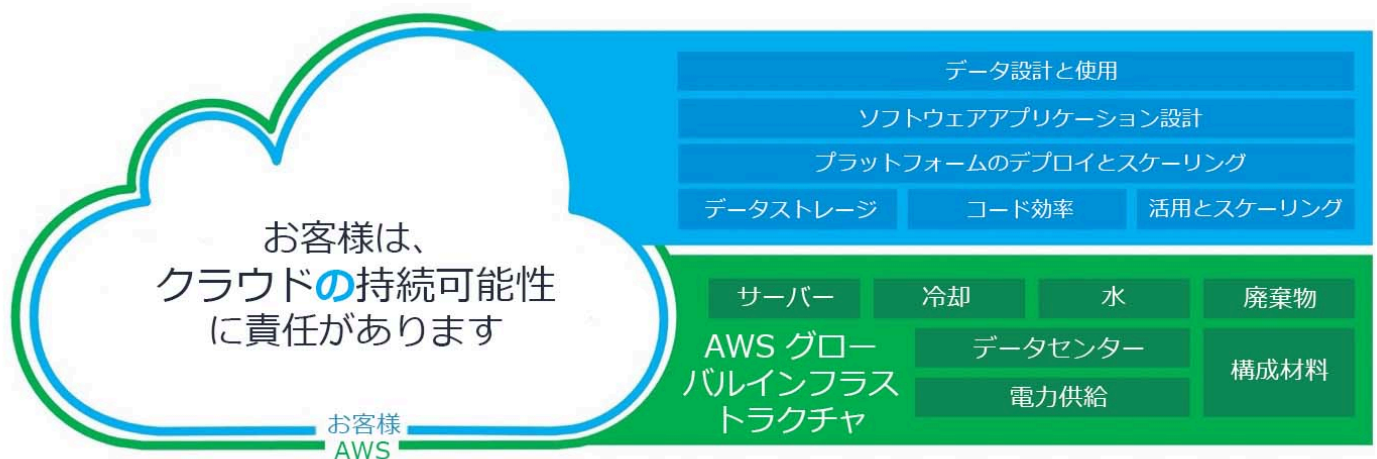 お客様は、
クラウドの持続可能性
に責任があります
お客様
AWS
データ設計と使用
ソフトウェアアプリケーション設計
プラットフォームのデプロイとスケーリング
データストレージ
コード効率
活用とスケーリング
サーバー
冷却
水
廃棄物
AWS グロー
バルインフラス
トラクチャ
データセンター
電力供給
構成材料